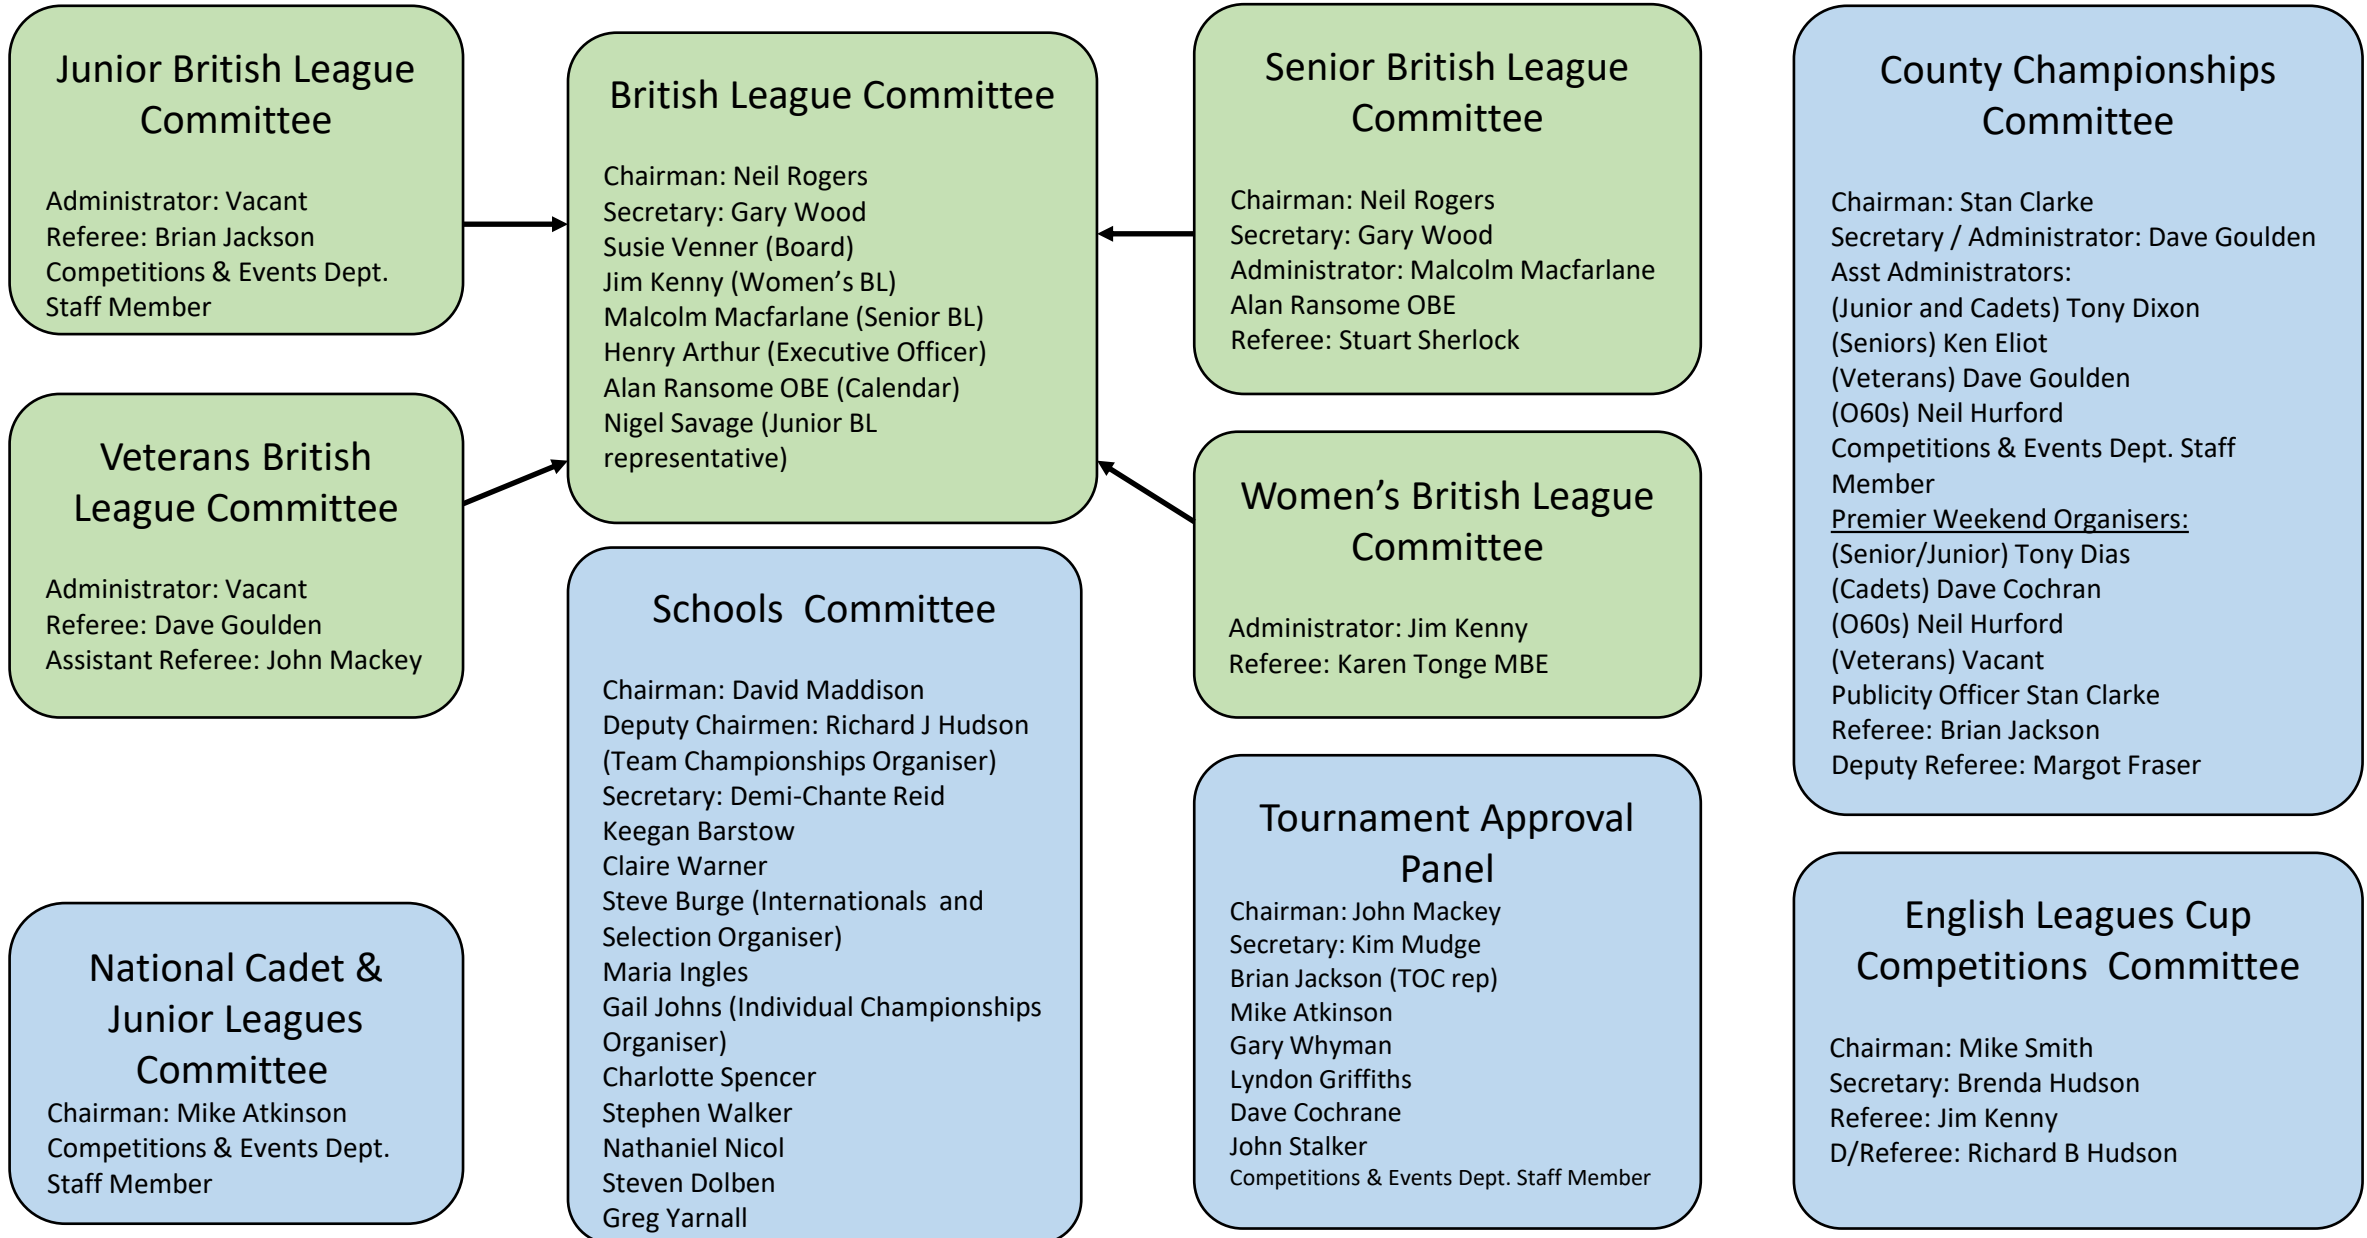 Junior British League
Committee
Administrator: Vacant
Referee: Brian Jackson
Competitions & Events Dept.
Staff Member
Veterans British
League Committee
Administrator: Vacant
Referee: Dave Goulden
Assistant Referee: John Mackey
National Cadet &
Junior Leagues
Committee
Chairman: Mike Atkinson
Competitions & Events Dept.
Staff Member
British League Committee
Chairman: Neil Rogers
Secretary: Gary Wood
Susie Venner (Board)
Jim Kenny (Women’s BL)
Malcolm Macfarlane (Senior BL)
Henry Arthur (Executive Officer)
Alan Ransome OBE (Calendar)
Nigel Savage (Junior BL
representative)
Schools Committee
Chairman: David Maddison
Deputy Chairmen: Richard J Hudson
(Team Championships Organiser)
Secretary: Demi-Chante Reid
Keegan Barstow
Claire Warner
Steve Burge (Internationals and
Selection Organiser)
Maria Ingles
Gail Johns (Individual Championships
Organiser)
Charlotte Spencer
Stephen Walker
Nathaniel Nicol
Steven Dolben
Greg Yarnall
Senior British League
Committee
Chairman: Neil Rogers
Secretary: Gary Wood
Administrator: Malcolm Macfarlane
Alan Ransome OBE
Referee: Stuart Sherlock
Women’s British League
Committee
Administrator: Jim Kenny
Referee: Karen Tonge MBE
Tournament Approval
Panel
Chairman: John Mackey
Secretary: Kim Mudge
Brian Jackson (TOC rep)
Mike Atkinson
Gary Whyman
Lyndon Griffiths
Dave Cochrane
John Stalker
Competitions & Events Dept. Staff Member
County Championships
Committee
Chairman: Stan Clarke
Secretary / Administrator: Dave Goulden
Asst Administrators:
(Junior and Cadets) Tony Dixon
(Seniors) Ken Eliot
(Veterans) Dave Goulden
(O60s) Neil Hurford
Competitions & Events Dept. Staff
Member
Premier Weekend Organisers:
(Senior/Junior) Tony Dias
(Cadets) Dave Cochran
(O60s) Neil Hurford
(Veterans) Vacant
Publicity Officer Stan Clarke
Referee: Brian Jackson
Deputy Referee: Margot Fraser
English Leagues Cup
Competitions Committee
Chairman: Mike Smith
Secretary: Brenda Hudson
Referee: Jim Kenny
D/Referee: Richard B Hudson